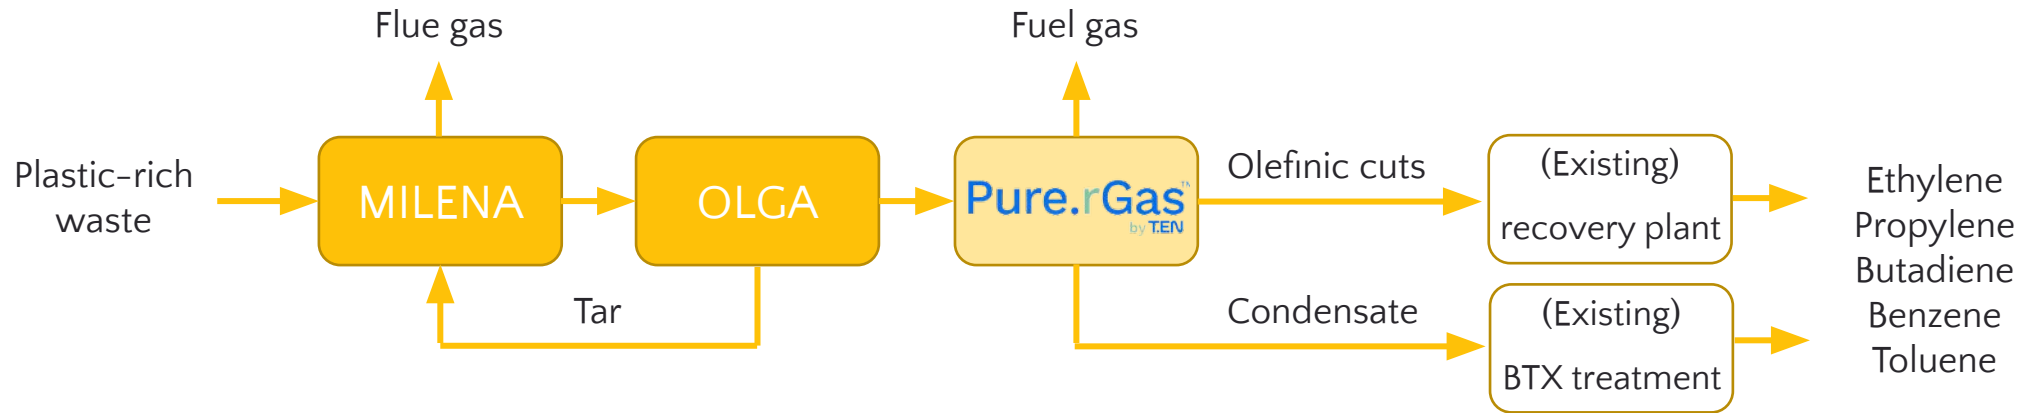 Flue gas
Fuel gas
Plastic-rich
waste
MILENA
OLGA
Pure.rGas™
by T.EN
Tar
Olefinic cuts
Condensate
(Existing)
recovery plant
(Existing)
BTX treatment
Ethylene
Propylene
Butadiene
Benzene
Toluene